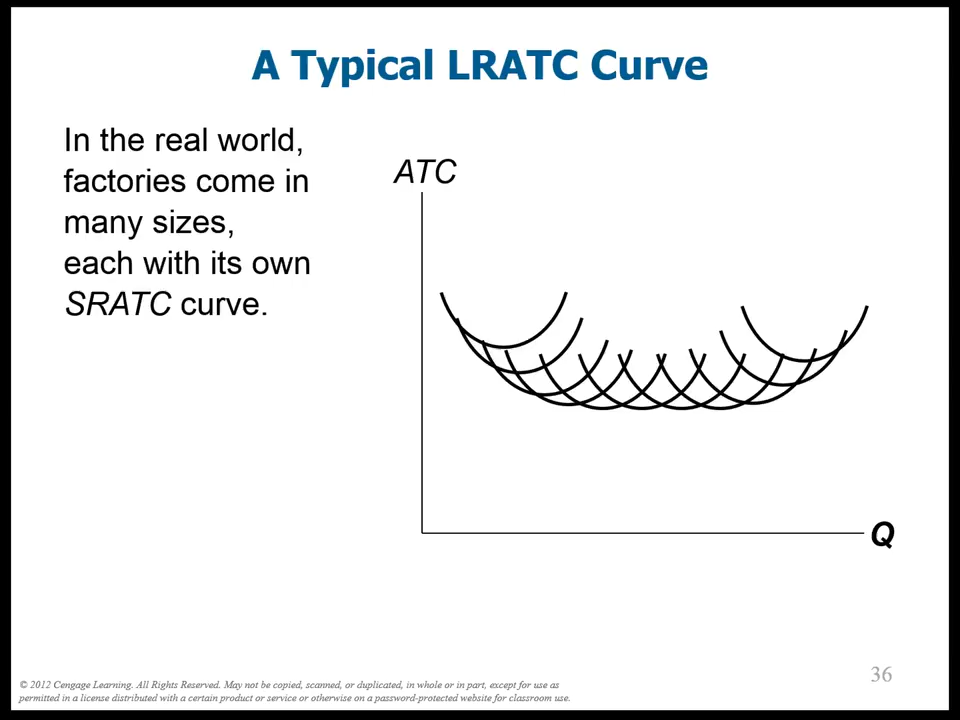 A Typical LRATC Curve
In the real world,
factories come in
many sizes,
each with its own
SRATC curve.
ATC
Q
36
© 2012 Cengage Learning. All Rights Reserved. May not be copied, scanned, or duplicated, in whole or in part, except for use as
permitted in a license distributed with a certain product or service or otherwise on a password-protected website for classroom use.